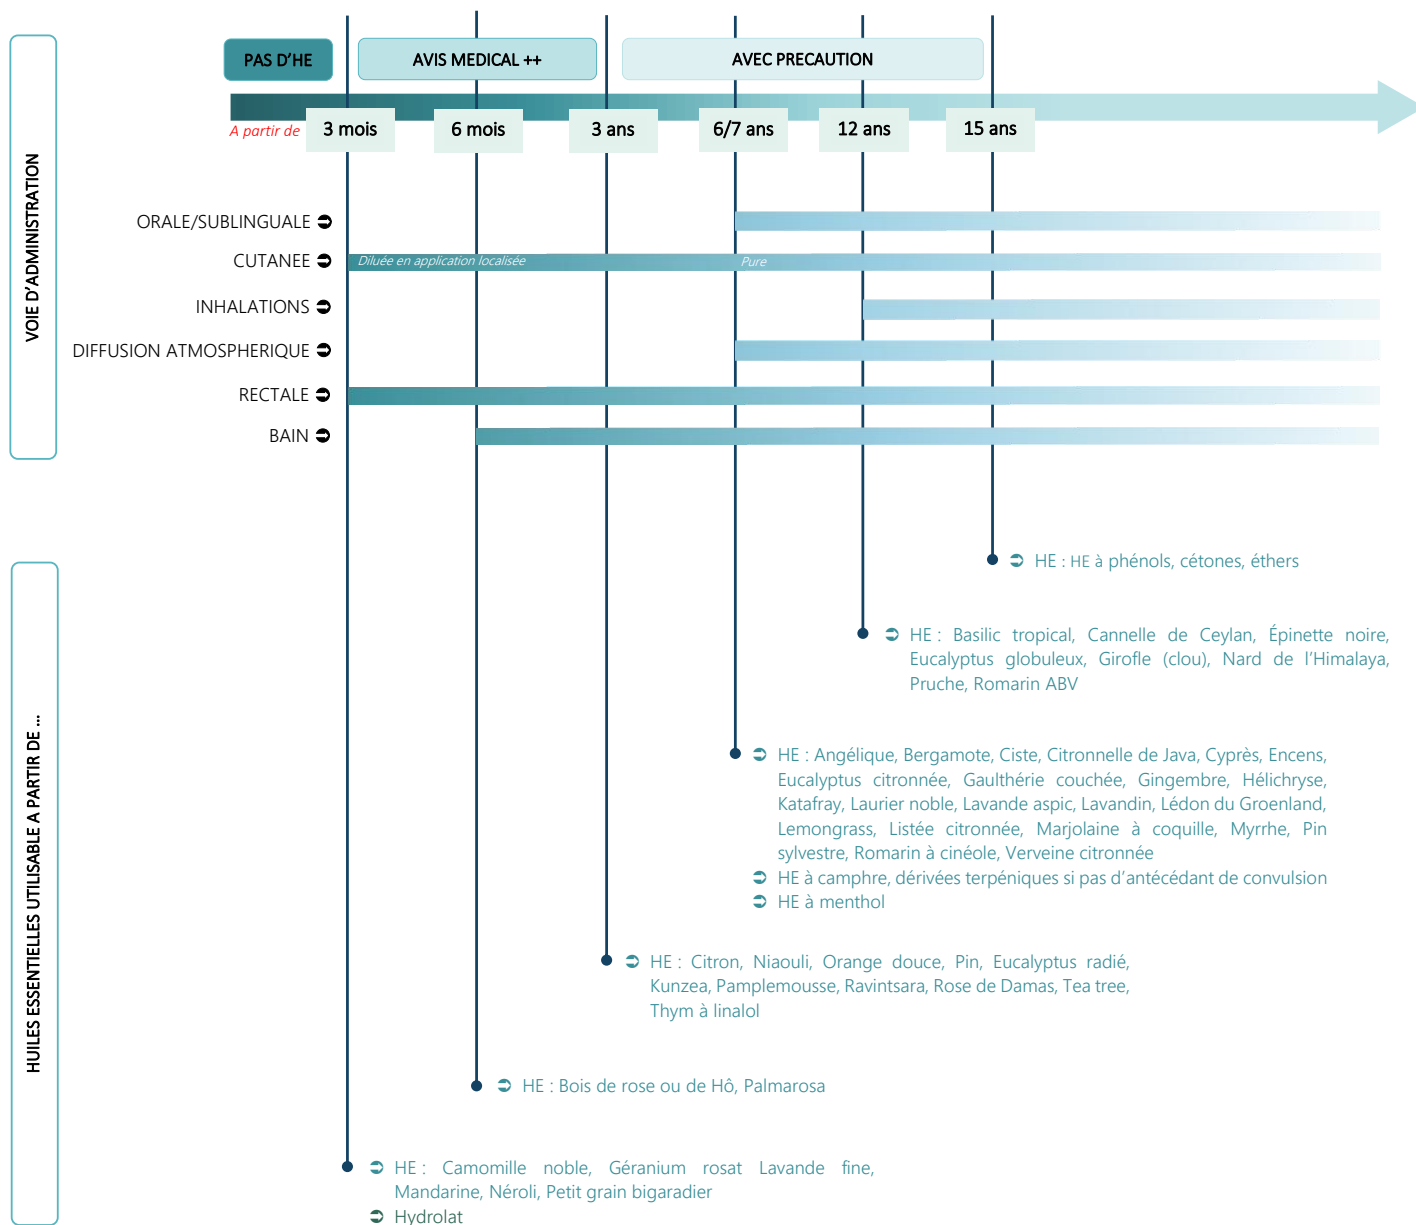 PAS D'HE
AVIS MEDICAL ++
AVEC PRECAUTION
A partir de
3 mois
6 mois
3 ans
6/7 ans
12 ans
15 ans
VOIE D'ADMINISTRATION
ORALE/SUBLINGUALE
CUTANEE
Diluée en application localisée
Pure
INHALATIONS
DIFFUSION ATMOSPHERIQUE
RECTALE
BAIN
HUILES ESSENTIELLES UTILISABLE A PARTIR DE ...
HE : HE à phénols, cétones, éthers
HE : Basilic tropical, Cannelle de Ceylan, Épinette noire,
Eucalyptus globuleux, Girofle (clou), Nard de l'Himalaya,
Pruche, Romarin ABV
HE : Angélique, Bergamote, Ciste, Citronnelle de Java, Cyprès, Encens,
Eucalyptus citronnée, Gaulthérie couchée, Gingembre, Hélichryse,
Katafray, Laurier noble, Lavande aspic, Lavandin, Lédon du Groenland,
Lemongrass, Listée citronnée, Marjolaine à coquille, Myrrhe, Pin
sylvestre, Romarin à cinéole, Verveine citronnée
HE à camphre, dérivées terpéniques si pas d'antécédant de convulsion
HE à menthol
HE : Citron, Niaouli, Orange douce, Pin, Eucalyptus radié,
Kunzea, Pamplemousse, Ravintsara, Rose de Damas, Tea tree,
Thym à linalol
HE : Bois de rose ou de Hô, Palmarosa
HE : Camomille noble, Géranium rosat Lavande fine,
Mandarine, Néroli, Petit grain bigaradier
Hydrolat